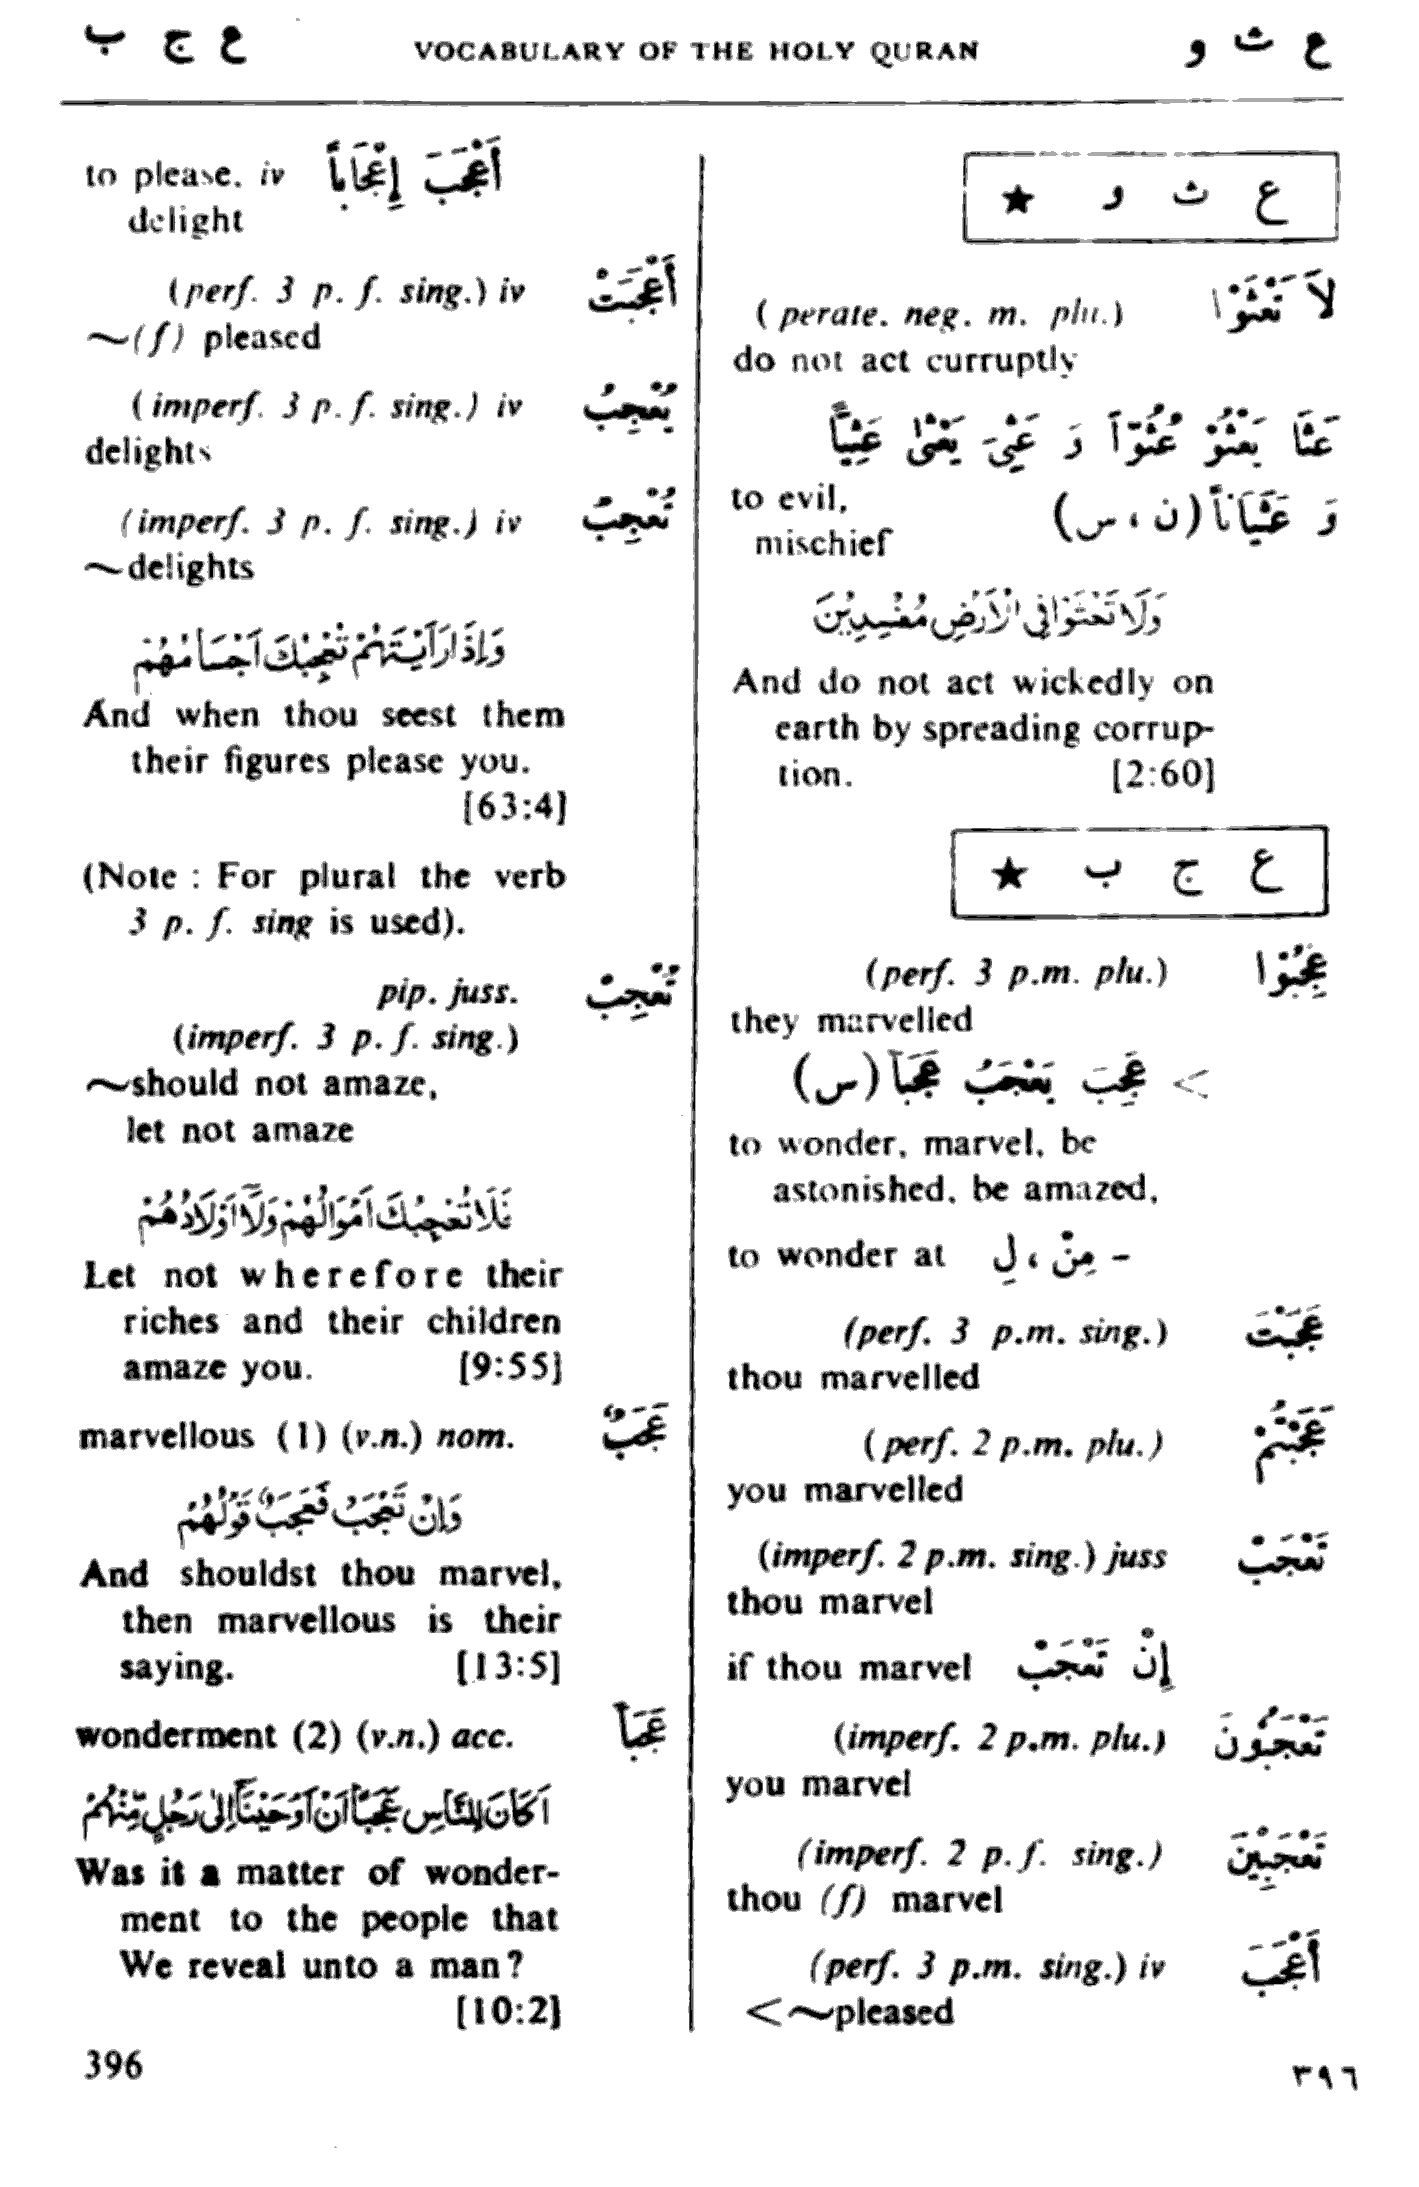 ع ج ب VOCABULARY OF THE HOLY QURAN ع ث و
ع ث و ★
( perate. neg. m. plu.) لاَ تَعْثَوْا
do not act curruptly
عَثَا يَعْثُوْ عُثُوّاً وَ عَثِىَ يَعْثٰى عِثِيّاً
to evil, وَ عَثَيَاناً (ن ، س)
mischief
وَلَا تَعْثَوْا فِى الْاَرْضِ مُفْسِدِيْنَ
And do not act wickedly on
earth by spreading corrup-
tion. [2:60]
ع ج ب ★
(perf. 3 p.m. plu.) عَجِبُوْا
they marvelled
> عَجِبَ يَعْجَبُ عَجَباً (س)
to wonder, marvel, be
astonished, be amazed,
to wonder at - مِنْ ، لِ
(perf. 3 p.m. sing.) عَجِبْتَ
thou marvelled
(perf. 2 p.m. plu.) عَجِبْتُمْ
you marvelled
(imperf. 2 p.m. sing.) juss تَعْجَبْ
thou marvel
if thou marvel إِنْ تَعْجَبْ
(imperf. 2 p.m. plu.) تَعْجَبُوْنَ
you marvel
(imperf. 2 p.f. sing.) تَعْجَبِيْنَ
thou (f) marvel
(perf. 3 p.m. sing.) iv أَعْجَبَ
<~pleased
to please, iv أَعْجَبَ إِعْجَاباً
delight
(perf. 3 p. f. sing.) iv أَعْجَبَتْ
~(f) pleased
(imperf. 3 p. f. sing.) iv يُعْجِبُ
delights
(imperf. 3 p. f. sing.) iv تُعْجِبُ
~delights
وَاِذَا رَاَيْتَهُمْ تُعْجِبُكَ اَجْسَامُهُمْ
And when thou seest them
their figures please you.
[63:4]
(Note : For plural the verb
3 p. f. sing is used).
pip. juss. تُعْجِبْ
(imperf. 3 p. f. sing.)
~should not amaze,
let not amaze
فَلَا تُعْجِبْكَ اَمْوَالُهُمْ وَلَآ اَوْلَادُهُمْ
Let not wherefore their
riches and their children
amaze you. [9:55]
marvellous (1) (v.n.) nom. عَجَبٌ
وَاِنْ تَعْجَبْ فَعَجَبٌ قَوْلُهُمْ
And shouldst thou marvel,
then marvellous is their
saying. [13:5]
wonderment (2) (v.n.) acc. عَجَباً
اَكَانَ لِلنَّاسِ عَجَبًا اَنْ اَوْحَيْنَآ اِلٰى رَجُلٍ مِّنْهُمْ
Was it a matter of wonder-
ment to the people that
We reveal unto a man?
[10:2]
396 ٣٩٦